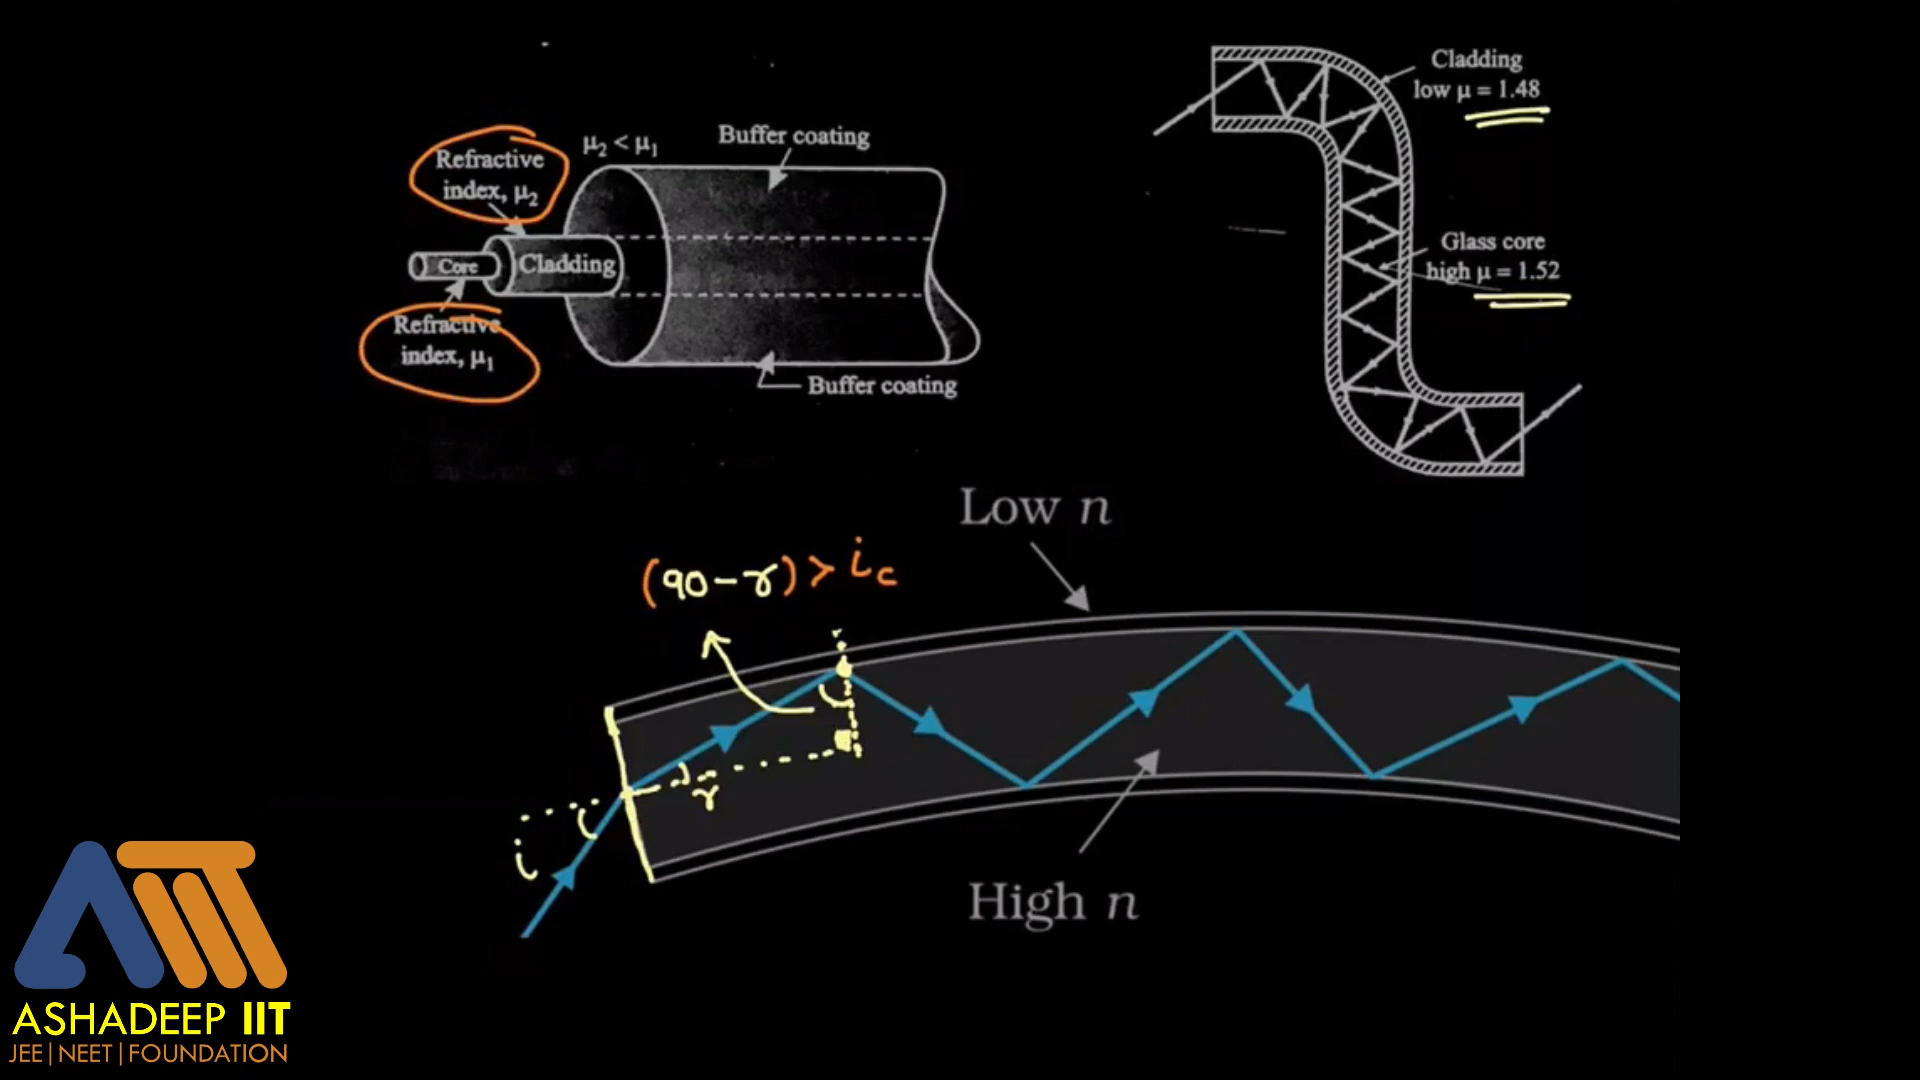 Refractive
index, μ₂
μ₂ < μ₁
Buffer coating
Core
Cladding
Refractive
index, μ₁
Buffer coating
Cladding
low μ = 1.48
Glass core
high μ = 1.52
Low n
(90-r) > ic
r
i
High n
ASHADEEP IIT
JEE|NEET|FOUNDATION